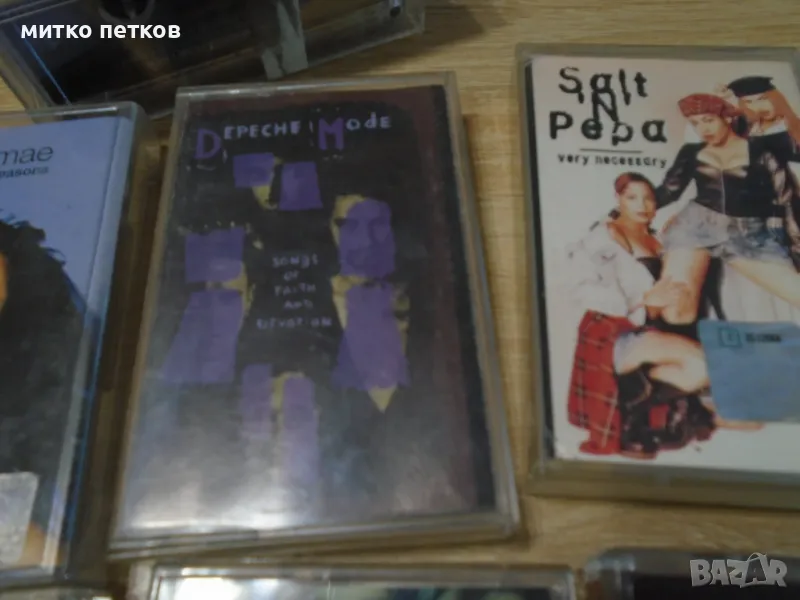 митко петков
mae
easons
DEPECHE MODE
SONGS
OF
FAITH
AND
DEVOTION
Salt
'N'
Pepa
very necessary
BAZAR